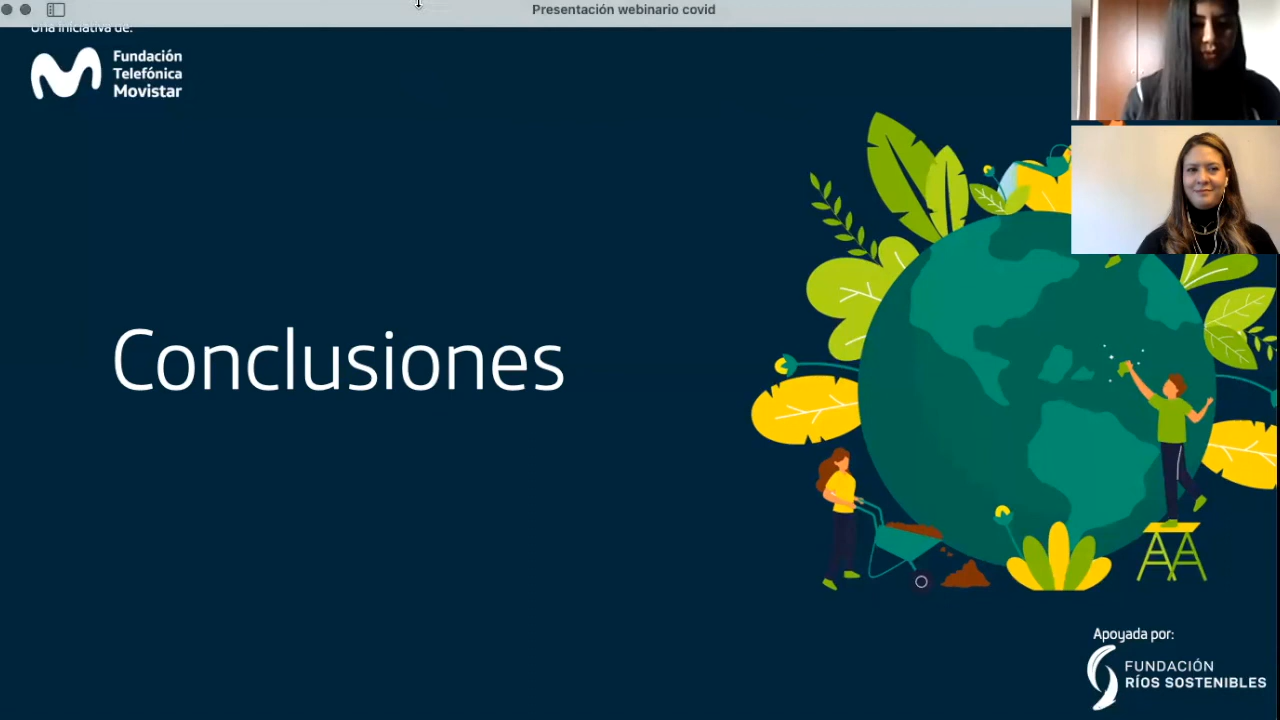 Presentación webinario covid
Una iniciativa de:
Fundación
Telefónica
Movistar
Conclusiones
Apoyada por:
FUNDACIÓN
RÍOS SOSTENIBLES